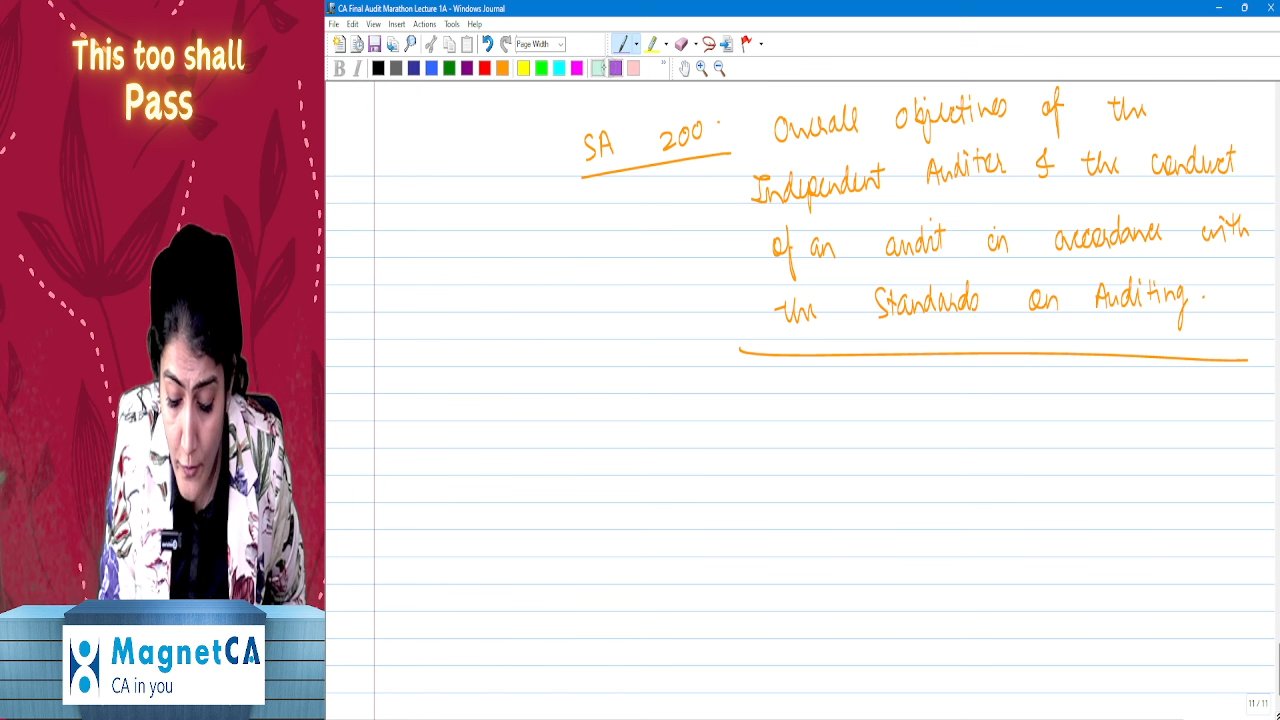 This too shall
Pass
CA Final Audit Marathon Lecture 1A - Windows Journal
File Edit View Insert Actions Tools Help
Page Width
B I
SA 200. Overall objectives of the
Independent Auditor & the conduct
of an audit in accordance with
the Standards on Auditing.
MagnetCA
CA in you
11 / 11